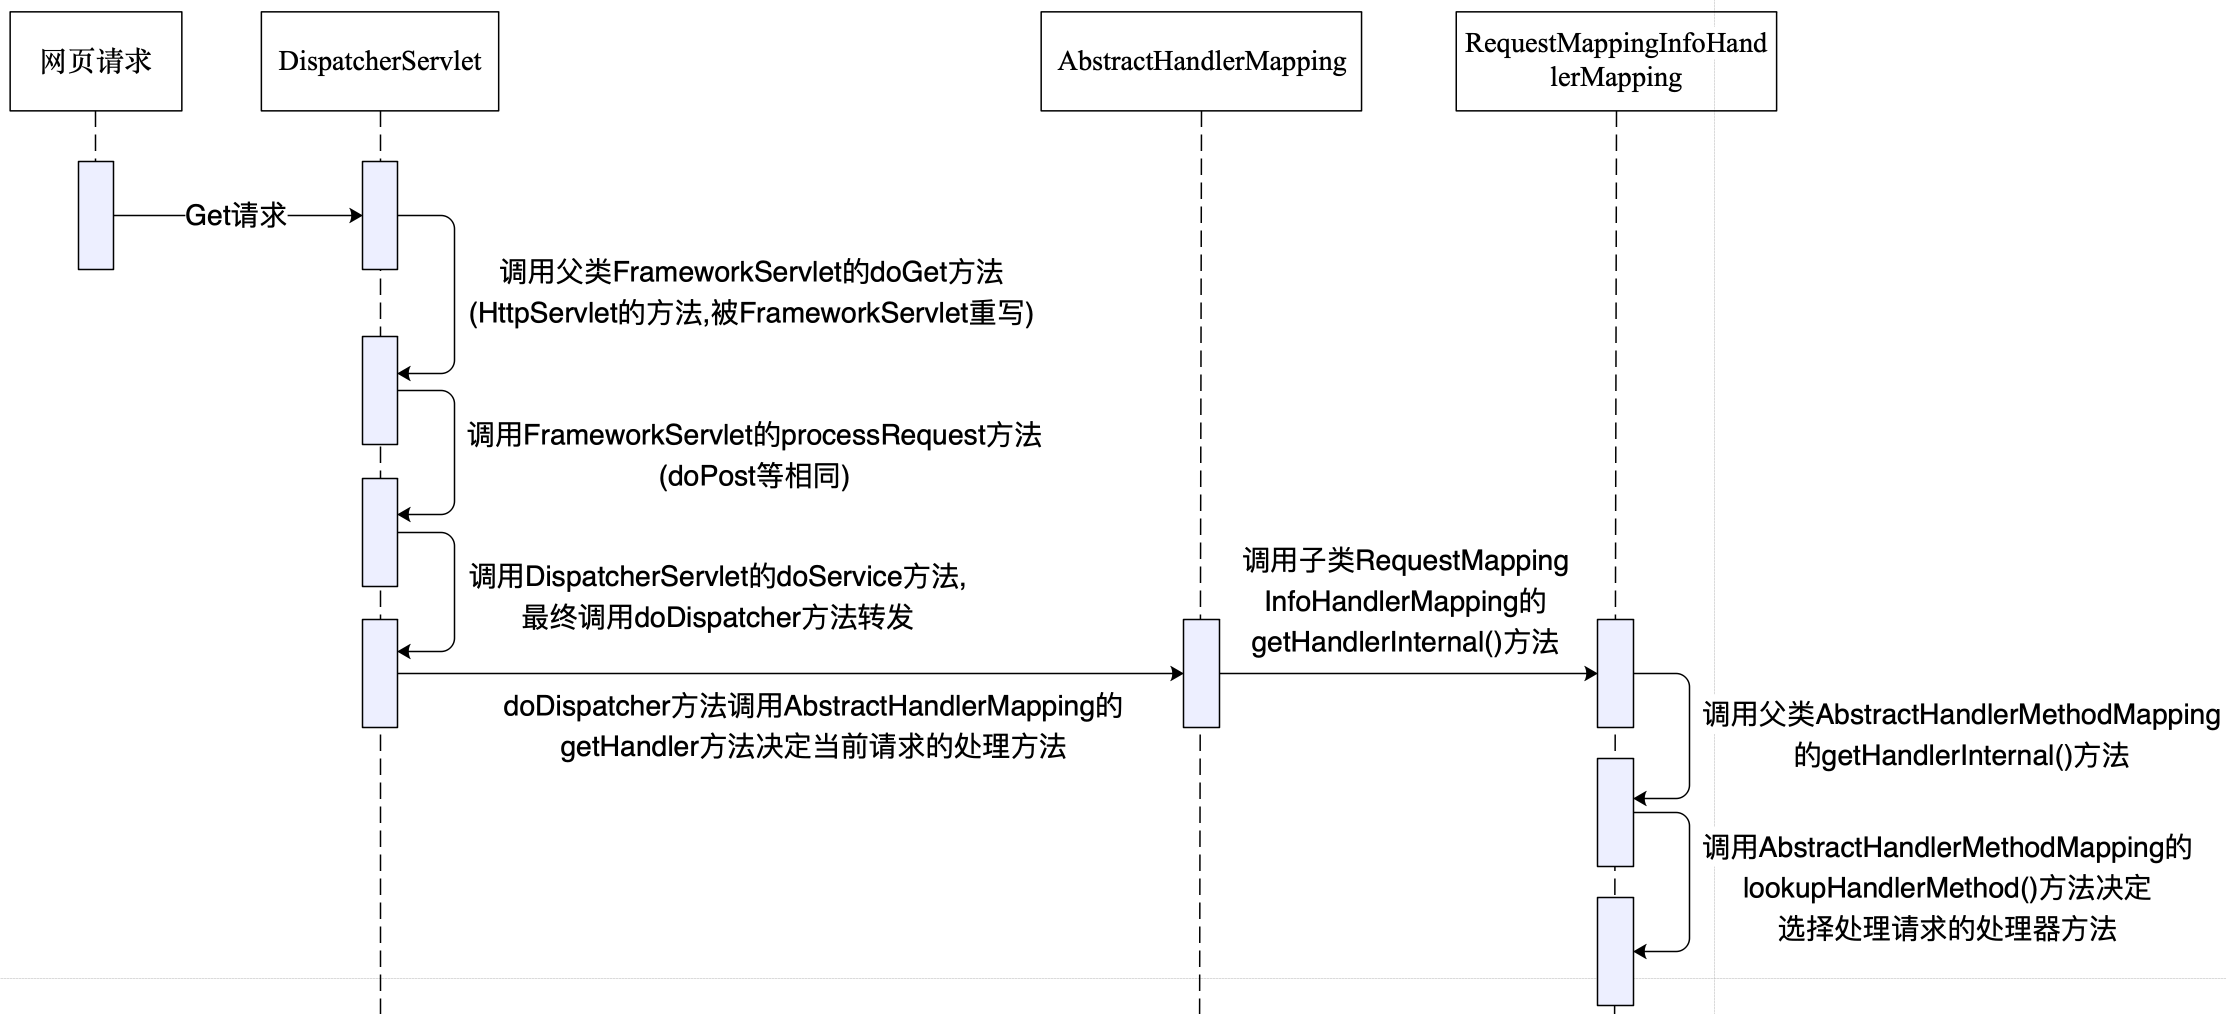 网页请求
DispatcherServlet
AbstractHandlerMapping
RequestMappingInfoHand
lerMapping
Get请求
调用父类FrameworkServlet的doGet方法
(HttpServlet的方法,被FrameworkServlet重写)
调用FrameworkServlet的processRequest方法
(doPost等相同)
调用DispatcherServlet的doService方法,
最终调用doDispatcher方法转发
doDispatcher方法调用AbstractHandlerMapping的
getHandler方法决定当前请求的处理方法
调用子类RequestMapping
InfoHandlerMapping的
getHandlerInternal()方法
调用父类AbstractHandlerMethodMapping
的getHandlerInternal()方法
调用AbstractHandlerMethodMapping的
lookupHandlerMethod()方法决定
选择处理请求的处理器方法